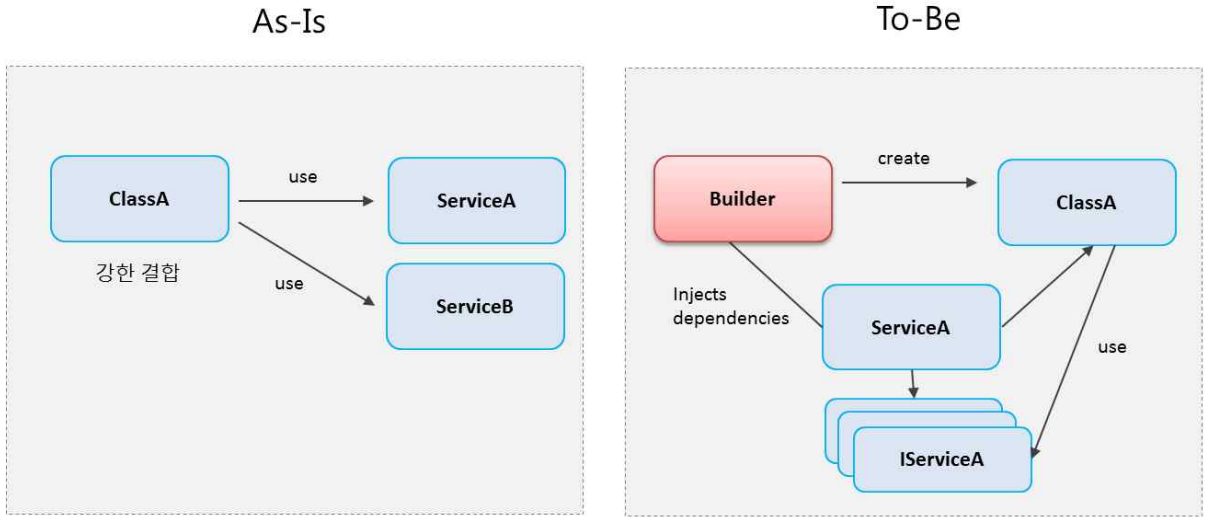 As-Is
To-Be
ClassA
use
ServiceA
강한 결합
use
ServiceB
Builder
create
ClassA
Injects
dependencies
ServiceA
use
IServiceA